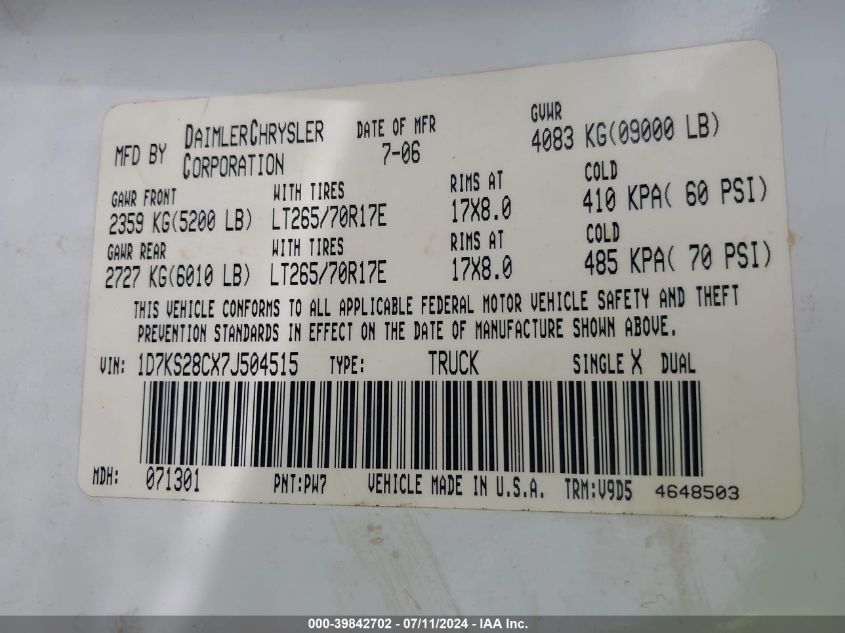 MFD BY DAIMLERCHRYSLER CORPORATION DATE OF MFR 7-06 GVWR 4083 KG(09000 LB)
GAWR FRONT WITH TIRES RIMS AT COLD
2359 KG(5200 LB) LT265/70R17E 17X8.0 410 KPA( 60 PSI)
GAWR REAR WITH TIRES RIMS AT COLD
2727 KG(6010 LB) LT265/70R17E 17X8.0 485 KPA( 70 PSI)
THIS VEHICLE CONFORMS TO ALL APPLICABLE FEDERAL MOTOR VEHICLE SAFETY AND THEFT
PREVENTION STANDARDS IN EFFECT ON THE DATE OF MANUFACTURE SHOWN ABOVE.
VIN: 1D7KS28CX7J504515 TYPE: TRUCK SINGLE X DUAL
MDH: 071301 PNT:PW7 VEHICLE MADE IN U.S.A. TRM:V9D5 4648503
000-39842702 - 07/11/2024 - IAA Inc.